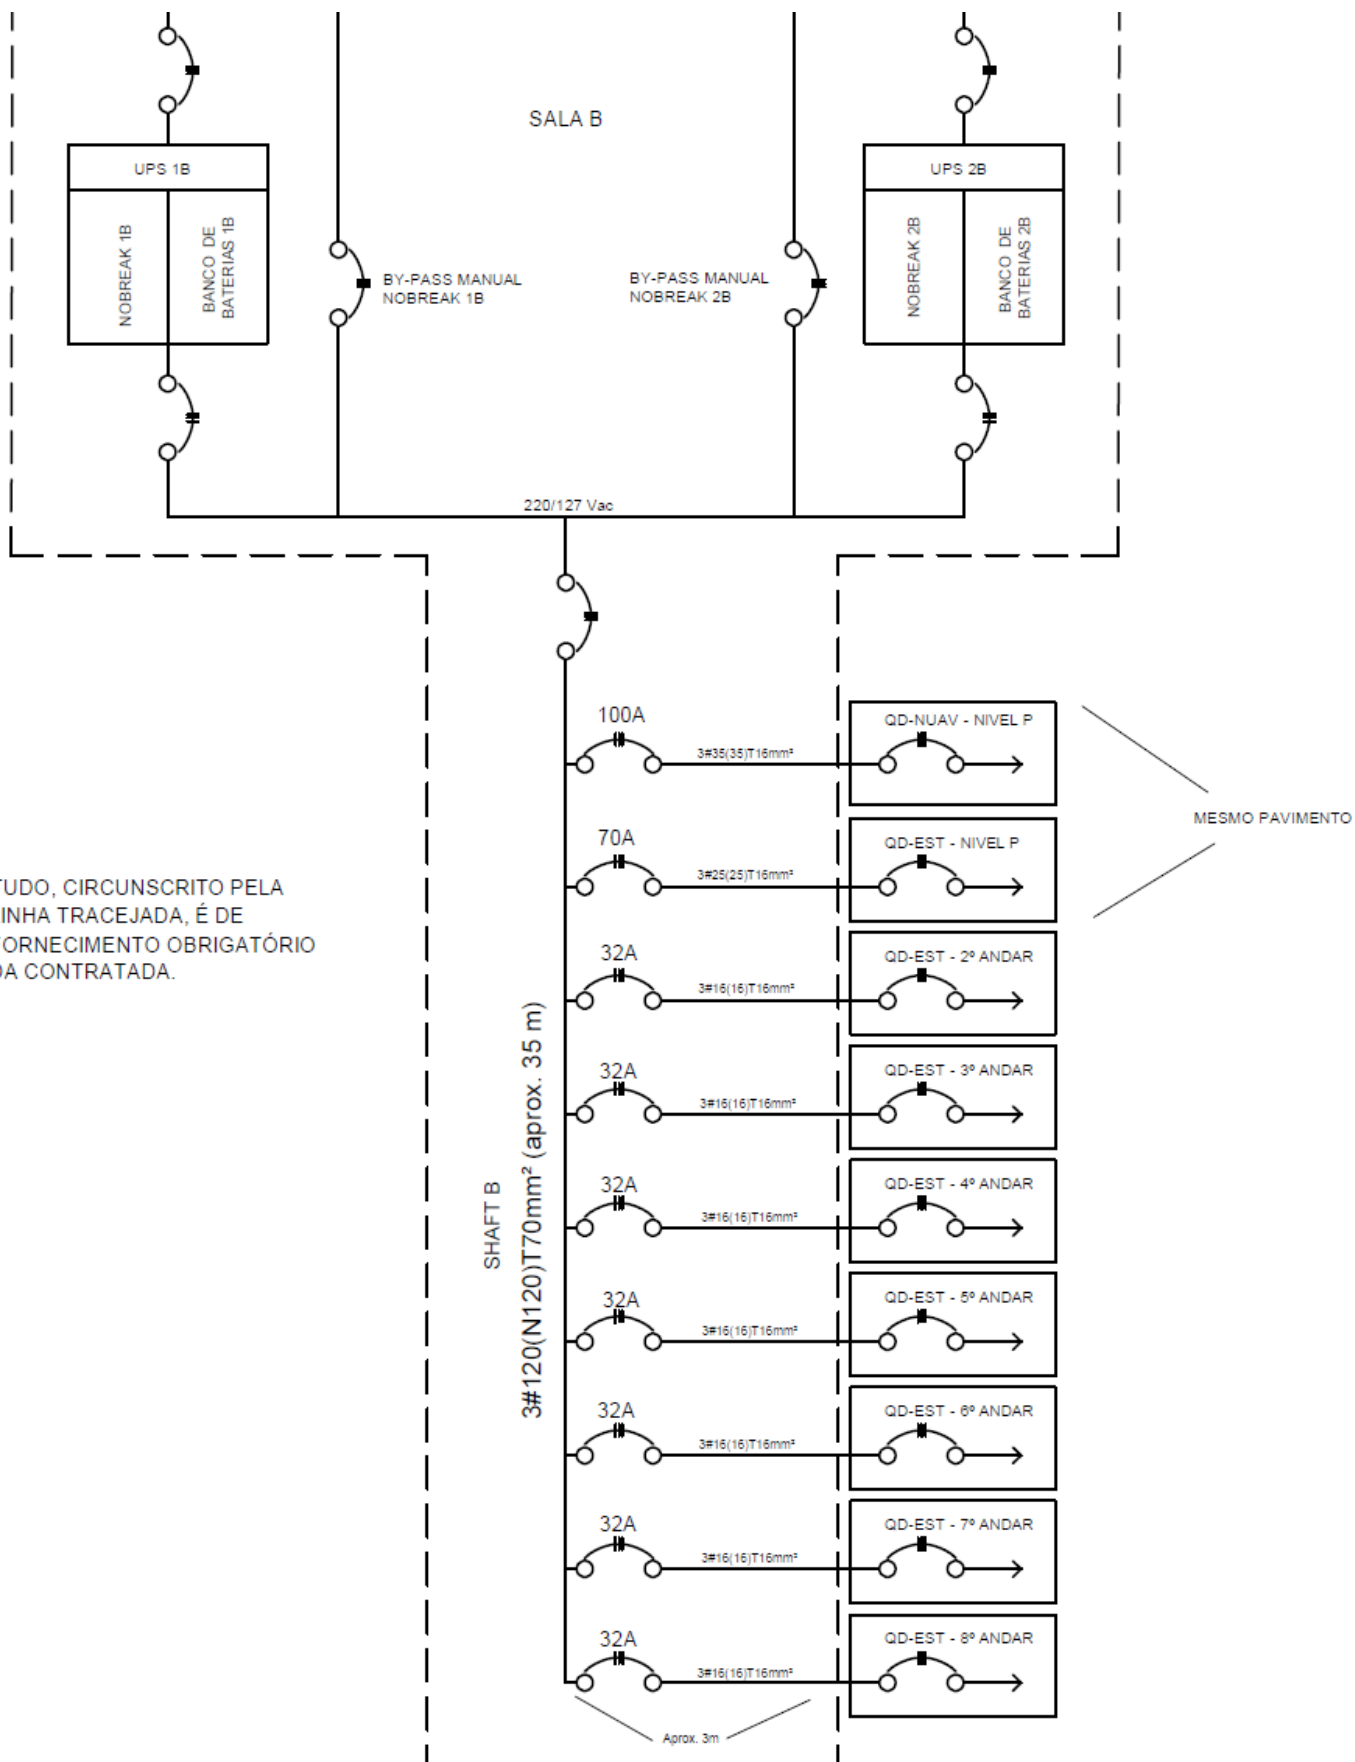 SALA B
UPS 1B
NOBREAK 1B
BANCO DE
BATERIAS 1B
BY-PASS MANUAL
NOBREAK 1B
BY-PASS MANUAL
NOBREAK 2B
UPS 2B
NOBREAK 2B
BANCO DE
BATERIAS 2B
220/127 Vac
100A
3#35(35)T16mm²
QD-NUAV - NIVEL P
MESMO PAVIMENTO
70A
3#25(25)T16mm²
QD-EST - NIVEL P
TUDO, CIRCUNSCRITO PELA
INHA TRACEJADA, É DE
FORNECIMENTO OBRIGATÓRIO
DA CONTRATADA.
32A
3#16(16)T16mm²
QD-EST - 2º ANDAR
32A
3#16(16)T16mm²
QD-EST - 3º ANDAR
SHAFT B
3#120(N120)T70mm² (aprox. 35 m)
32A
3#16(16)T16mm²
QD-EST - 4º ANDAR
32A
3#16(16)T16mm²
QD-EST - 5º ANDAR
32A
3#16(16)T16mm²
QD-EST - 6º ANDAR
32A
3#16(16)T16mm²
QD-EST - 7º ANDAR
32A
3#16(16)T16mm²
QD-EST - 8º ANDAR
Aprox. 3m